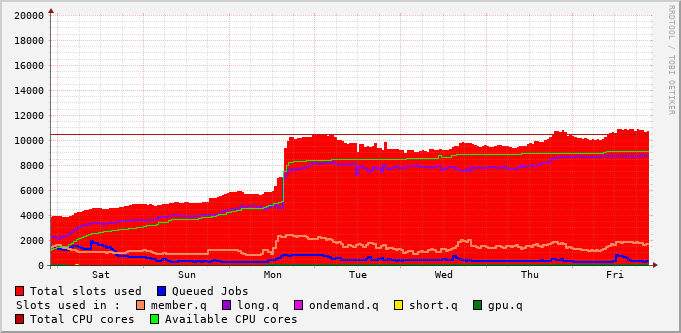 20000
18000
16000
14000
12000
10000
8000
6000
4000
2000
0
Sat Sun Mon Tue Wed Thu Fri
RRDTOOL / TOBI OETIKER
Total slots used Queued Jobs
Slots used in : member.q long.q ondemand.q short.q gpu.q
Total CPU cores Available CPU cores